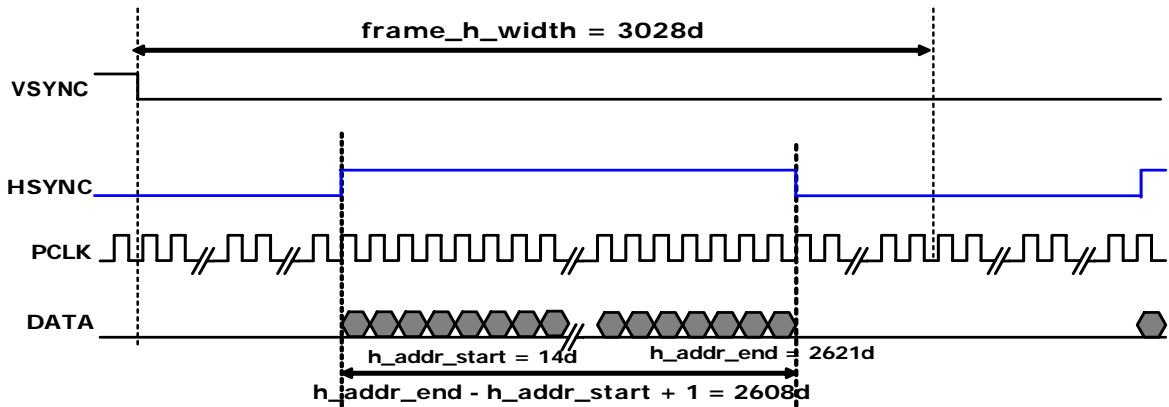 frame_h_width = 3028d
VSYNC
HSYNC
PCLK
DATA
h_addr_start = 14d
h_addr_end = 2621d
h_addr_end - h_addr_start + 1 = 2608d